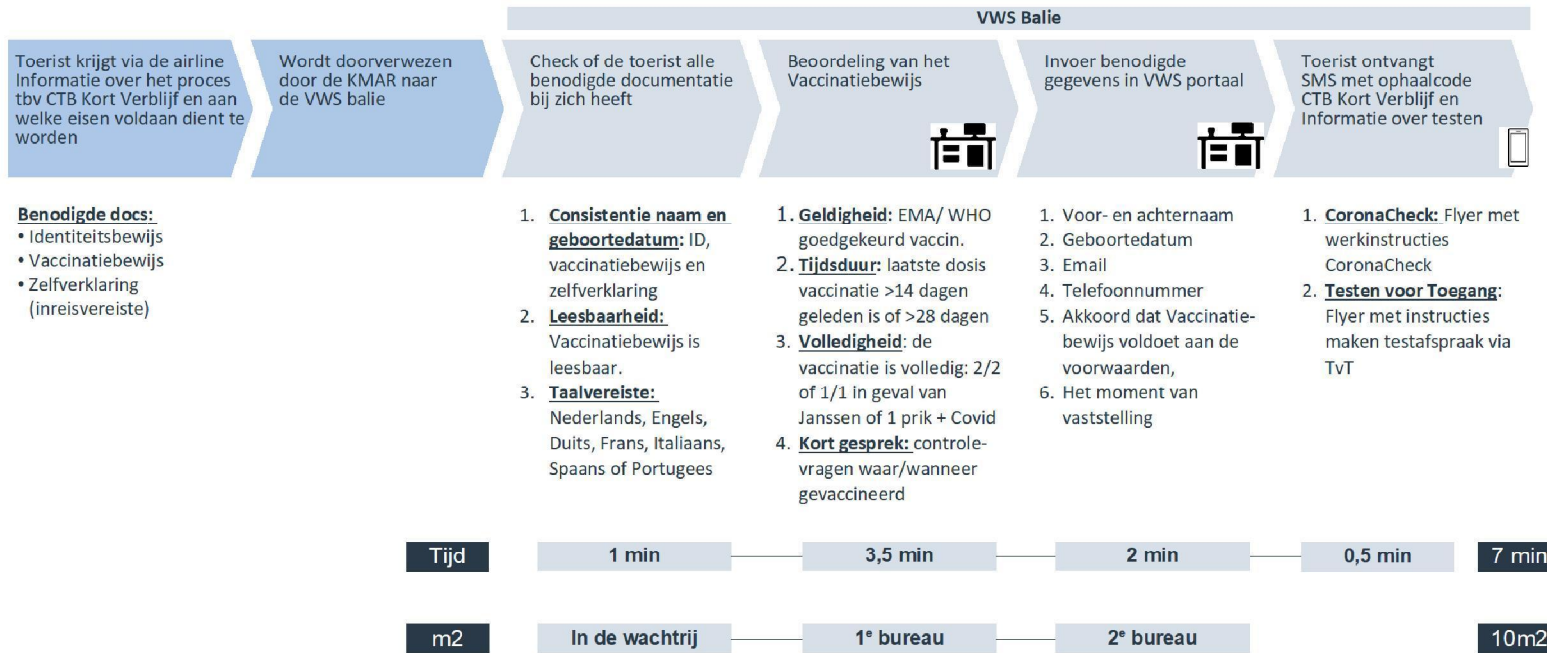 VWS Balie
Toerist krijgt via de airline
Informatie over het proces
tbv CTB Kort Verblijf en aan
welke eisen voldaan dient te
worden
Wordt doorverwezen
door de KMAR naar
de VWS balie
Check of de toerist alle
benodigde documentatie
bij zich heeft
Beoordeling van het
Vaccinatiebewijs
Invoer benodigde
gegevens in VWS portaal
Toerist ontvangt
SMS met ophaalcode
CTB Kort Verblijf en
Informatie over testen
Benodigde docs:
• Identiteitsbewijs
• Vaccinatiebewijs
• Zelfverklaring
(inreisvereiste)
1. Consistentie naam en
geboortedatum: ID,
vaccinatiebewijs en
zelfverklaring
2. Leesbaarheid:
Vaccinatiebewijs is
leesbaar.
3. Taalvereiste:
Nederlands, Engels,
Duits, Frans, Italiaans,
Spaans of Portugees
1. Geldigheid: EMA/ WHO
goedgekeurd vaccin.
2. Tijdsduur: laatste dosis
vaccinatie >14 dagen
geleden is of >28 dagen
3. Volledigheid: de
vaccinatie is volledig: 2/2
of 1/1 in geval van
Janssen of 1 prik + Covid
4. Kort gesprek: controle-
vragen waar/wanneer
gevaccineerd
1. Voor- en achternaam
2. Geboortedatum
3. Email
4. Telefoonnummer
5. Akkoord dat Vaccinatie-
bewijs voldoet aan de
voorwaarden,
6. Het moment van
vaststelling
1. CoronaCheck: Flyer met
werkinstructies
CoronaCheck
2. Testen voor Toegang:
Flyer met instructies
maken testafspraak via
TvT
Tijd
1 min
3,5 min
2 min
0,5 min
7 min
m2
In de wachtrij
1e bureau
2e bureau
10m2